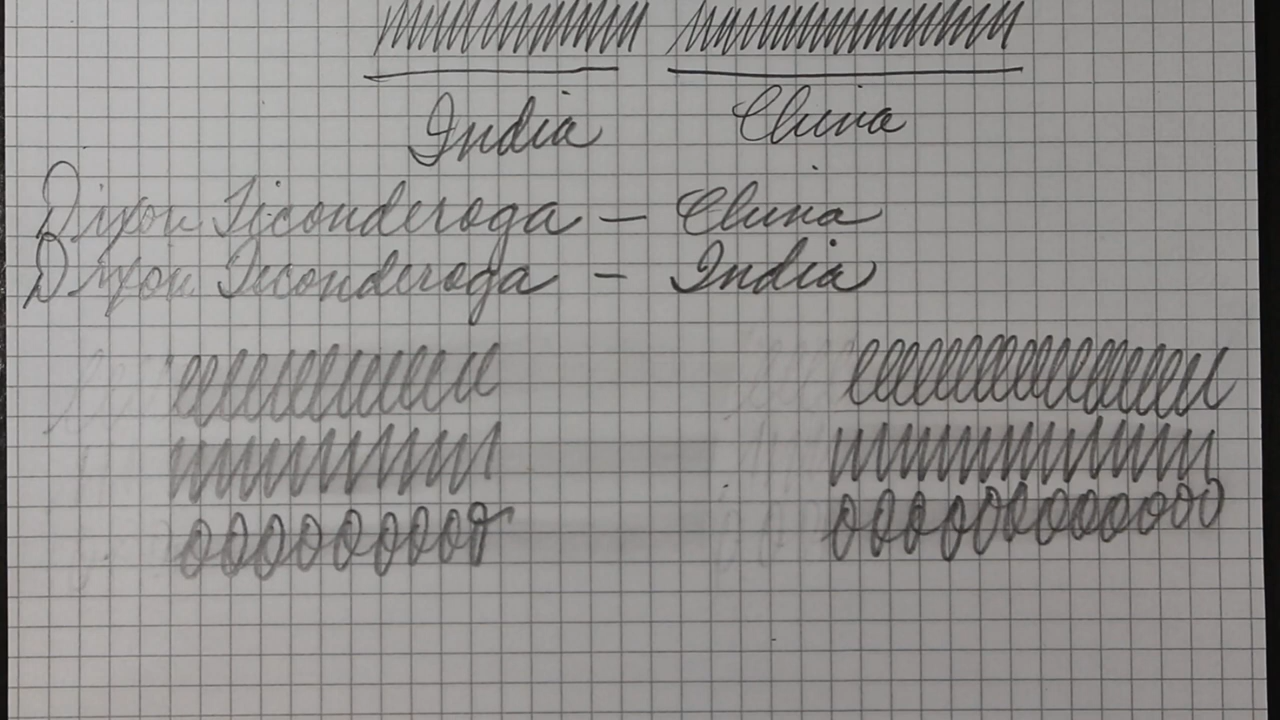 India China
Dixon Ticonderoga – China
Dixon Ticonderoga – India